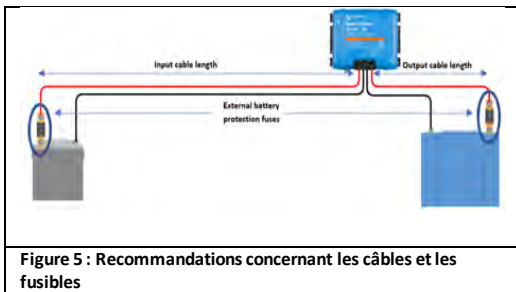 Input cable length
Output cable length
External battery
protection fuses
Figure 5 : Recommandations concernant les câbles et les
fusibles